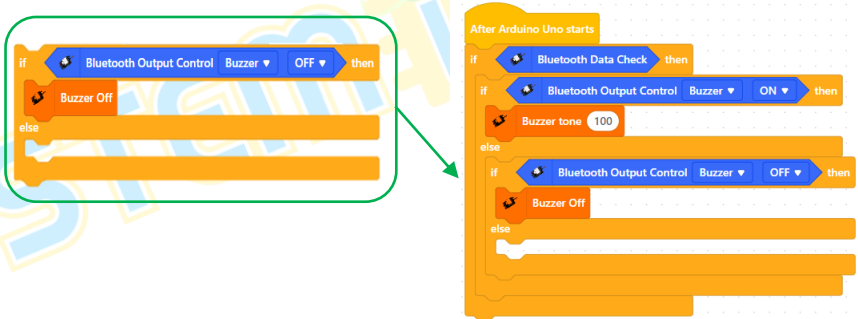 if Bluetooth Output Control Buzzer ▼ OFF ▼ then
Buzzer Off
else
After Arduino Uno starts
if Bluetooth Data Check then
if Bluetooth Output Control Buzzer ▼ ON ▼ then
Buzzer tone 100
else
if Bluetooth Output Control Buzzer ▼ OFF ▼ then
Buzzer Off
else